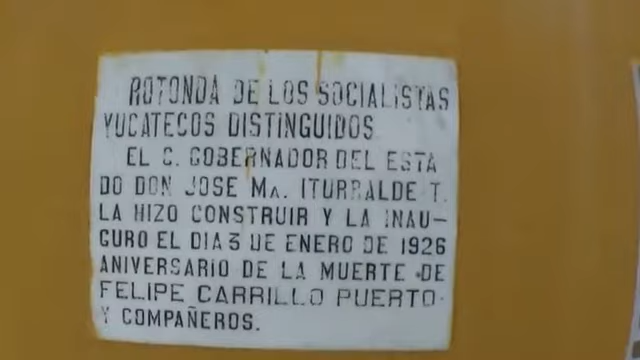 ROTONDA DE LOS SOCIALISTAS
YUCATECOS DISTINGUIDOS
EL C. GOBERNADOR DEL ESTA
DO DON JOSE Ma. ITURRALDE T.
LA HIZO CONSTRUIR Y LA INAU-
GURO EL DIA 3 DE ENERO DE 1926
ANIVERSARIO DE LA MUERTE DE
FELIPE CARRILLO PUERTO
Y COMPAÑEROS.